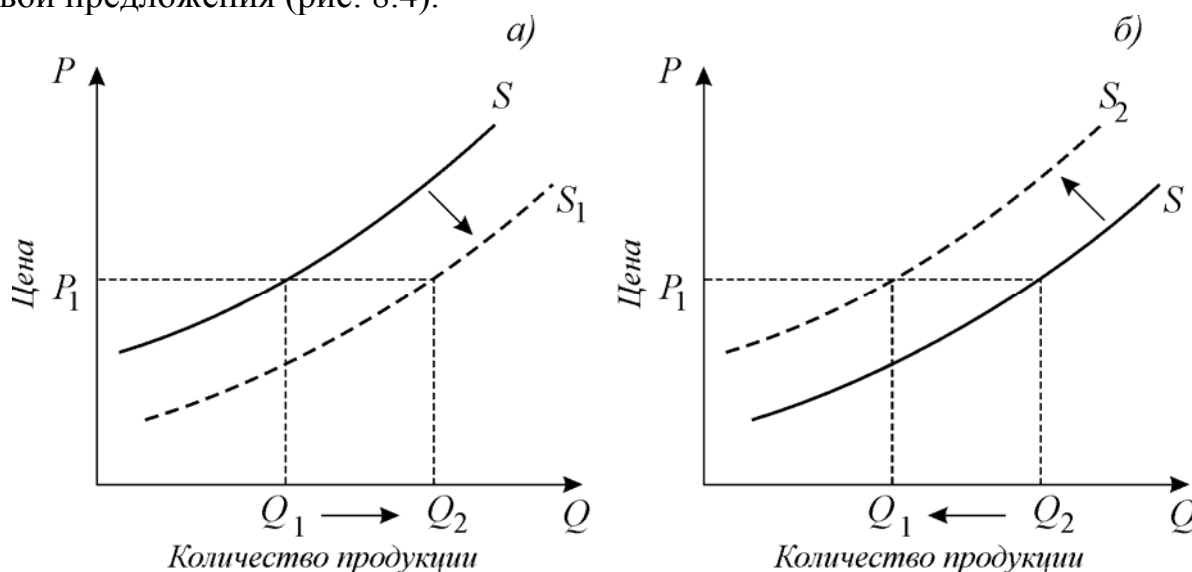 вой предложения (рис. 8.4).
а) б)
P S P S₂
S₁ S
Цена P₁ Цена P₁
Q₁ Q₂ Q Q₁ Q₂ Q
Количество продукции Количество продукции